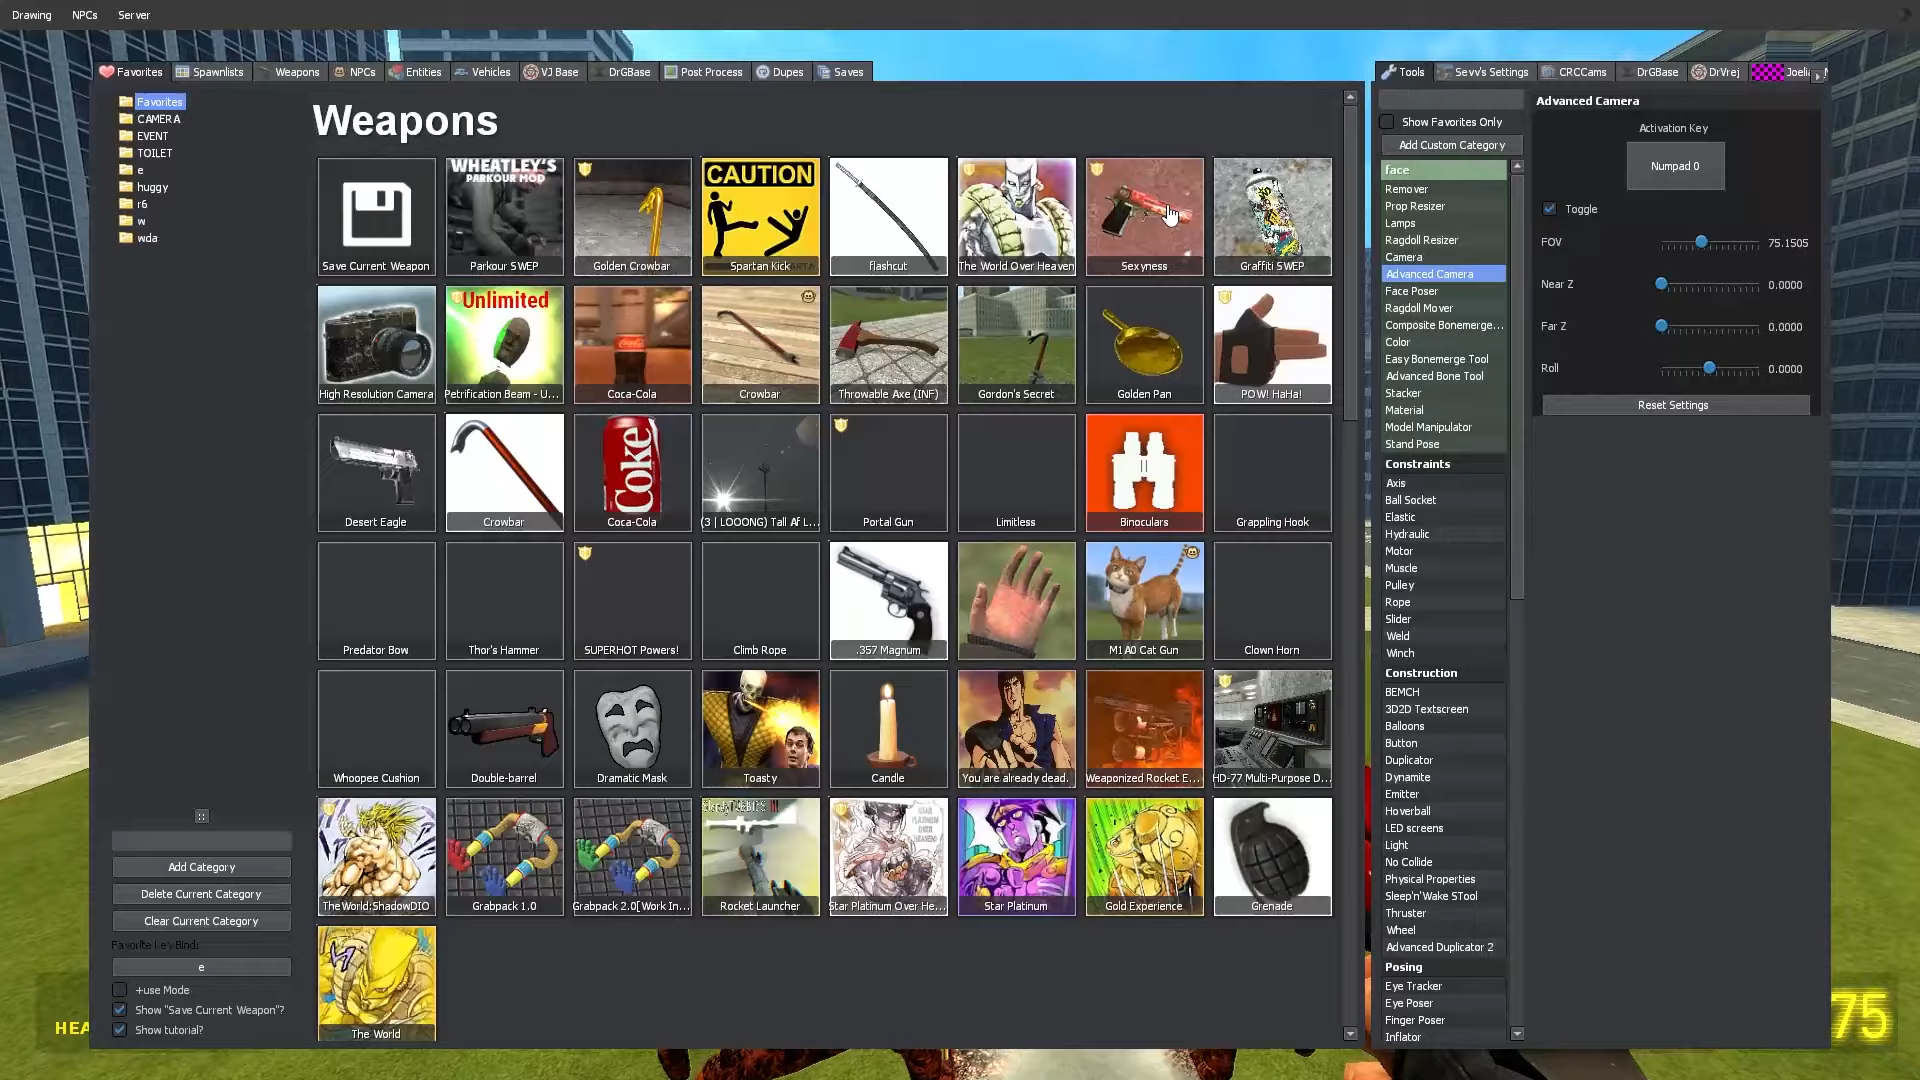 Drawing NPCs Server
Favorites Spawnlists Weapons NPCs Entities Vehicles VJ Base DrGBase Post Process Dupes Saves
Tools Sevv's Settings CRCCams DrGBase DrVrej
Favorites
CAMERA
EVENT
TOILET
e
huggy
r6
w
wda
Add Category
Delete Current Category
Clear Current Category
Favorite Key Bind:
e
+use Mode
Show "Save Current Weapon"?
Show tutorial?
Weapons
WHEATLEY'S
PARKOUR MOD
CAUTION
Save Current Weapon Parkour SWEP Golden Crowbar Spartan Kick flashcut The World Over Heaven Sexyness Graffiti SWEP
Unlimited
High Resolution Camera Petrification Beam - U... Coca-Cola Crowbar Throwable Axe (INF) Gordon's Secret Golden Pan POW! HaHa!
Coke
Desert Eagle Crowbar Coca-Cola (3 | LOOONG) Tall Af L... Portal Gun Limitless Binoculars Grappling Hook
Predator Bow Thor's Hammer SUPERHOT Powers! Climb Rope .357 Magnum M1A0 Cat Gun Clown Horn
Whoopee Cushion Double-barrel Dramatic Mask Toasty Candle You are already dead. Weaponized Rocket E... HD-77 Multi-Purpose D...
TheWorld:ShadowDIO Grabpack 1.0 Grabpack 2.0[Work In... Rocket Launcher Star Platinum Over He... Star Platinum Gold Experience Grenade
The World
Show Favorites Only
Add Custom Category
face
Remover
Prop Resizer
Lamps
Ragdoll Resizer
Camera
Advanced Camera
Face Poser
Ragdoll Mover
Composite Bonemerge...
Color
Easy Bonemerge Tool
Advanced Bone Tool
Stacker
Material
Model Manipulator
Stand Pose
Constraints
Axis
Ball Socket
Elastic
Hydraulic
Motor
Muscle
Pulley
Rope
Slider
Weld
Winch
Construction
BEMCH
3D2D Textscreen
Balloons
Button
Duplicator
Dynamite
Emitter
Hoverball
LED screens
Light
No Collide
Physical Properties
Sleep'n'Wake STool
Thruster
Wheel
Advanced Duplicator 2
Posing
Eye Tracker
Eye Poser
Finger Poser
Inflator
Advanced Camera
Activation Key
Numpad 0
Toggle
FOV 75.1505
Near Z 0.0000
Far Z 0.0000
Roll 0.0000
Reset Settings
HEA
75